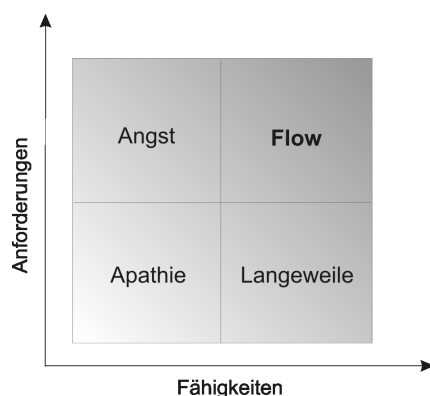 Anforderungen
Angst
Flow
Apathie
Langeweile
Fähigkeiten